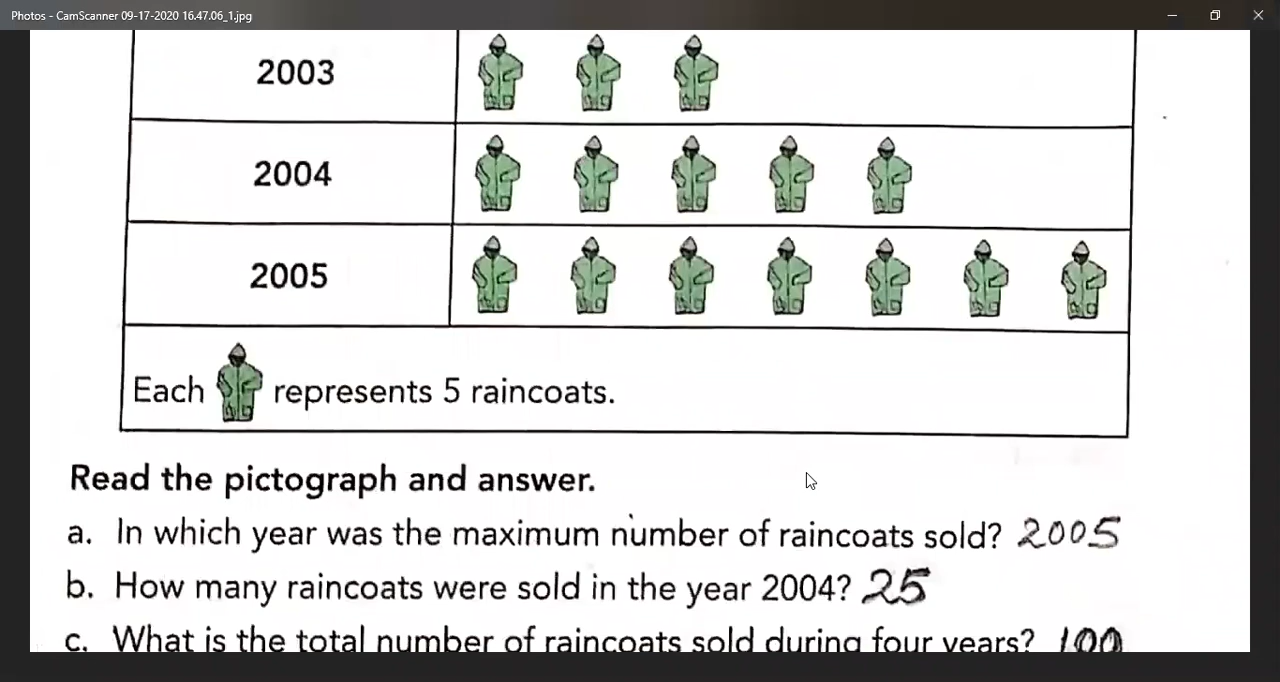 Photos - CamScanner 09-17-2020 16.47.06_1.jpg
2003
2004
2005
Each represents 5 raincoats.
Read the pictograph and answer.
a. In which year was the maximum number of raincoats sold? 2005
b. How many raincoats were sold in the year 2004? 25
c. What is the total number of raincoats sold during four years? 100